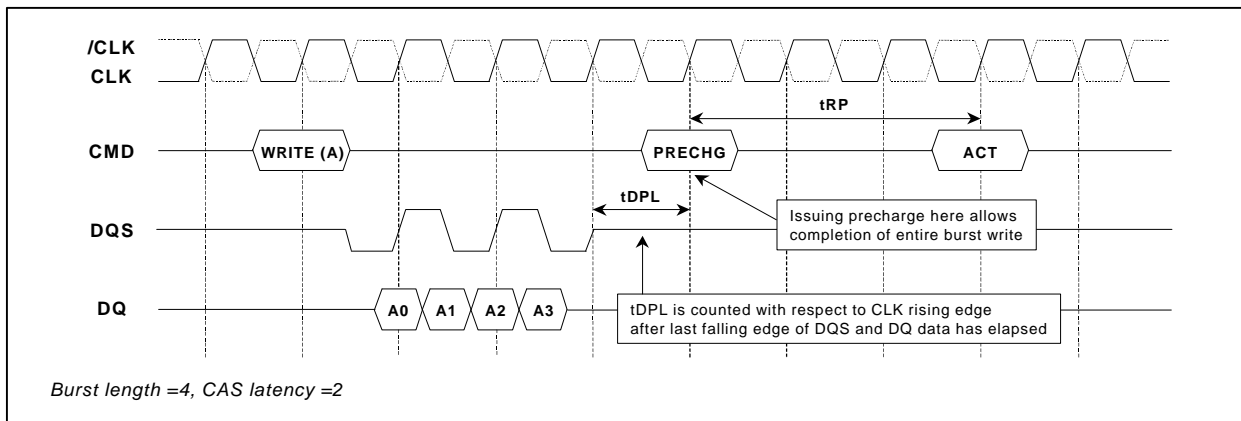 /CLK
CLK
tRP
CMD
WRITE (A)
PRECHG
ACT
tDPL
DQS
Issuing precharge here allows
completion of entire burst write
DQ
A0 A1 A2 A3
tDPL is counted with respect to CLK rising edge
after last falling edge of DQS and DQ data has elapsed
Burst length =4, CAS latency =2